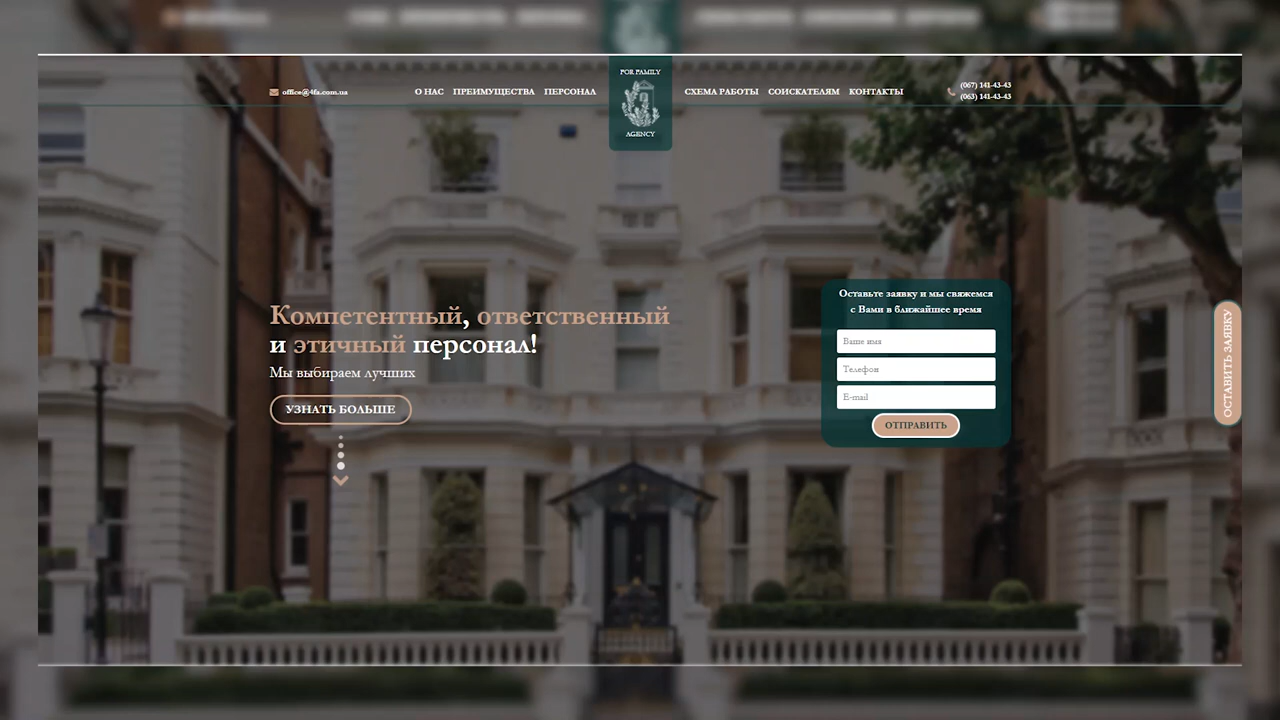 office@4fa.com.ua
О НАС ПРЕИМУЩЕСТВА ПЕРСОНАЛ
FOR FAMILY
AGENCY
СХЕМА РАБОТЫ СОИСКАТЕЛЯМ КОНТАКТЫ
(067) 141-43-43
(063) 141-43-43
Компетентный, ответственный
и этичный персонал!
Мы выбираем лучших
УЗНАТЬ БОЛЬШЕ
Оставьте заявку и мы свяжемся
с Вами в ближайшее время
Ваше имя
Телефон
E-mail
ОТПРАВИТЬ
ОСТАВИТЬ ЗАЯВКУ